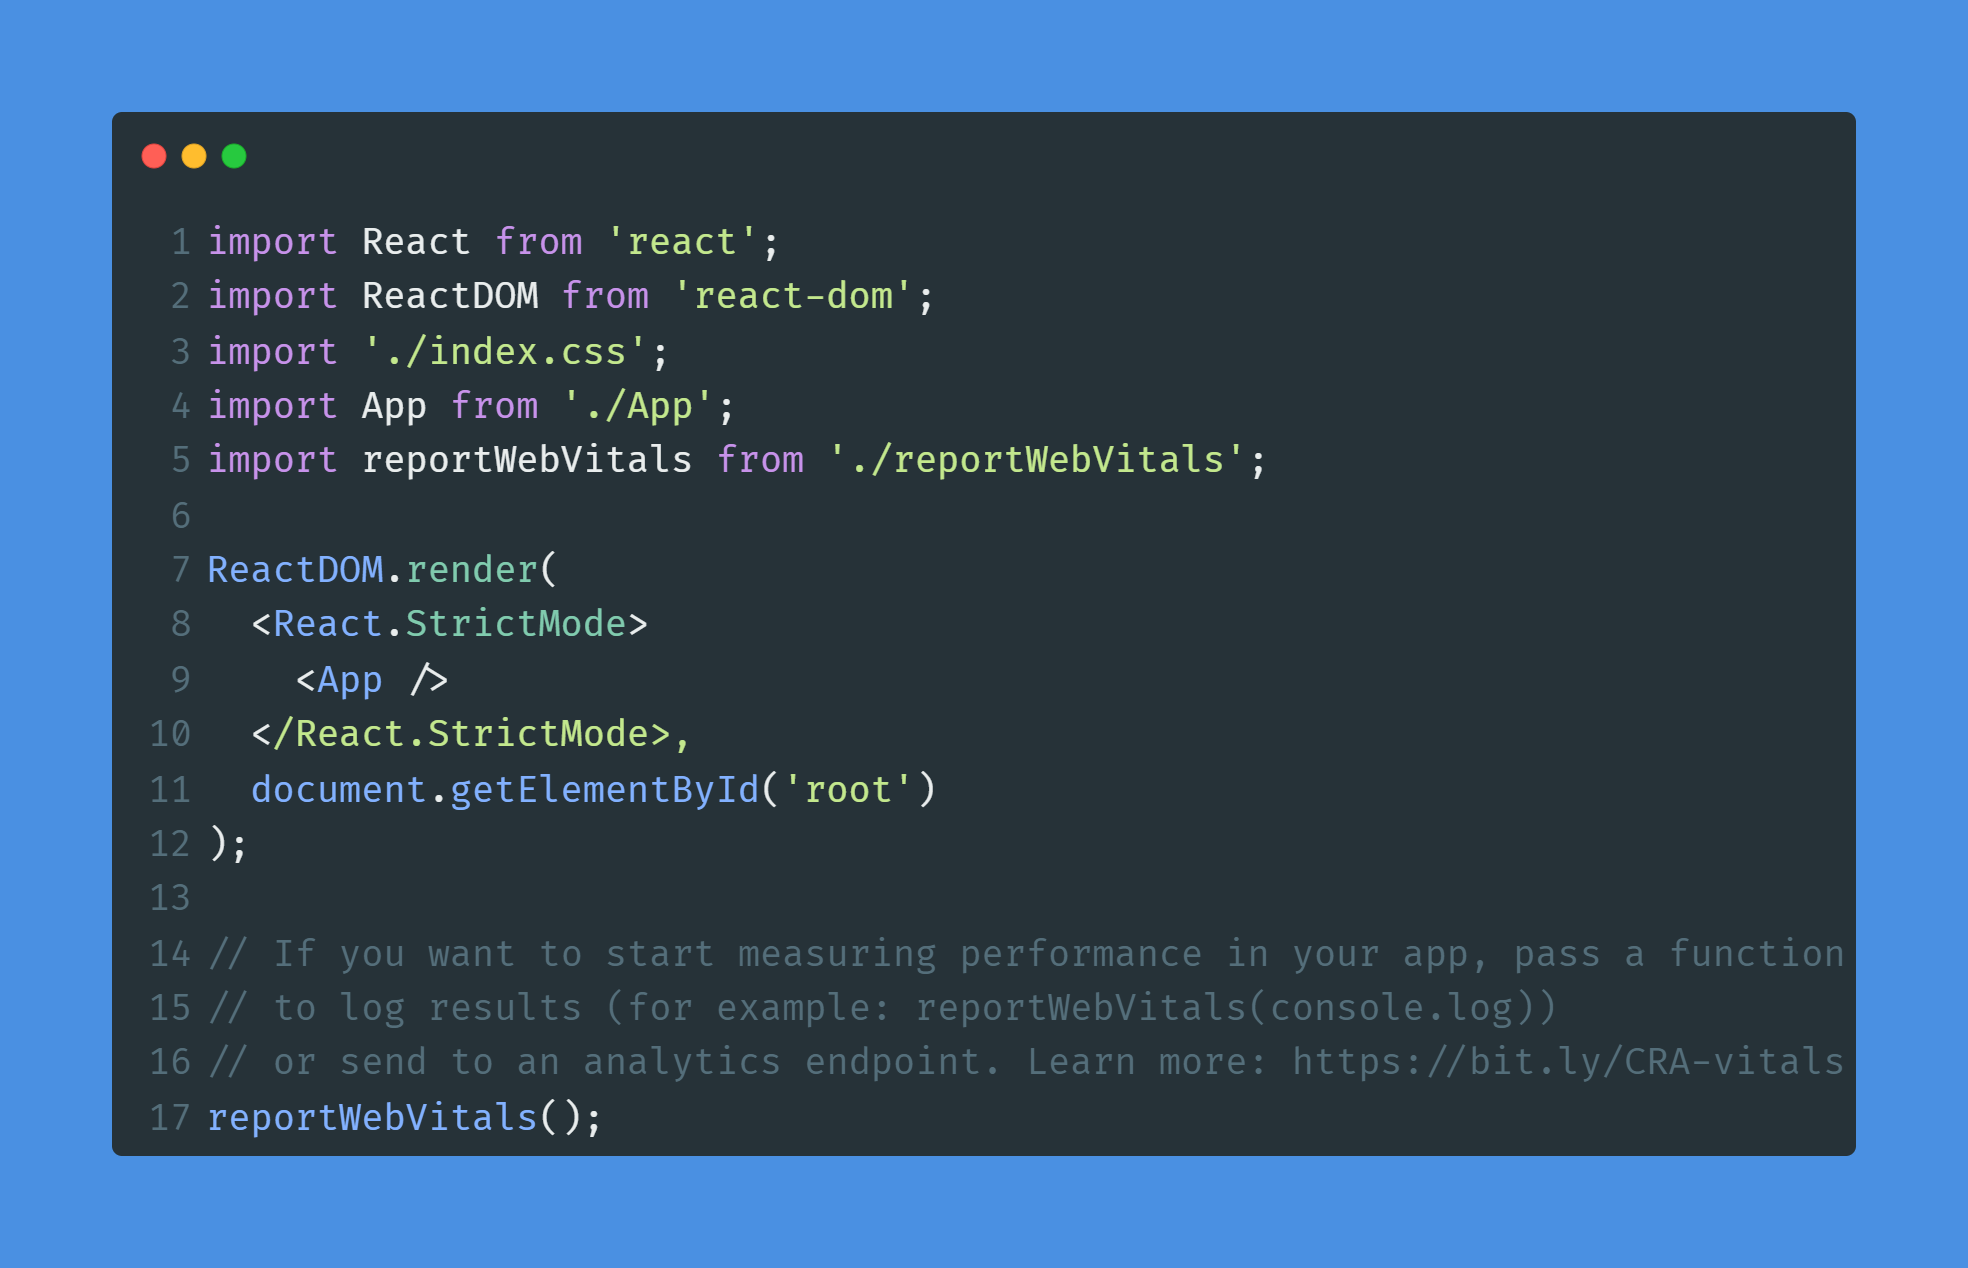 1 import React from 'react';
2 import ReactDOM from 'react-dom';
3 import './index.css';
4 import App from './App';
5 import reportWebVitals from './reportWebVitals';
6
7 ReactDOM.render(
8   <React.StrictMode>
9     <App />
10   </React.StrictMode>,
11   document.getElementById('root')
12 );
13
14 // If you want to start measuring performance in your app, pass a function
15 // to log results (for example: reportWebVitals(console.log))
16 // or send to an analytics endpoint. Learn more: https://bit.ly/CRA-vitals
17 reportWebVitals();